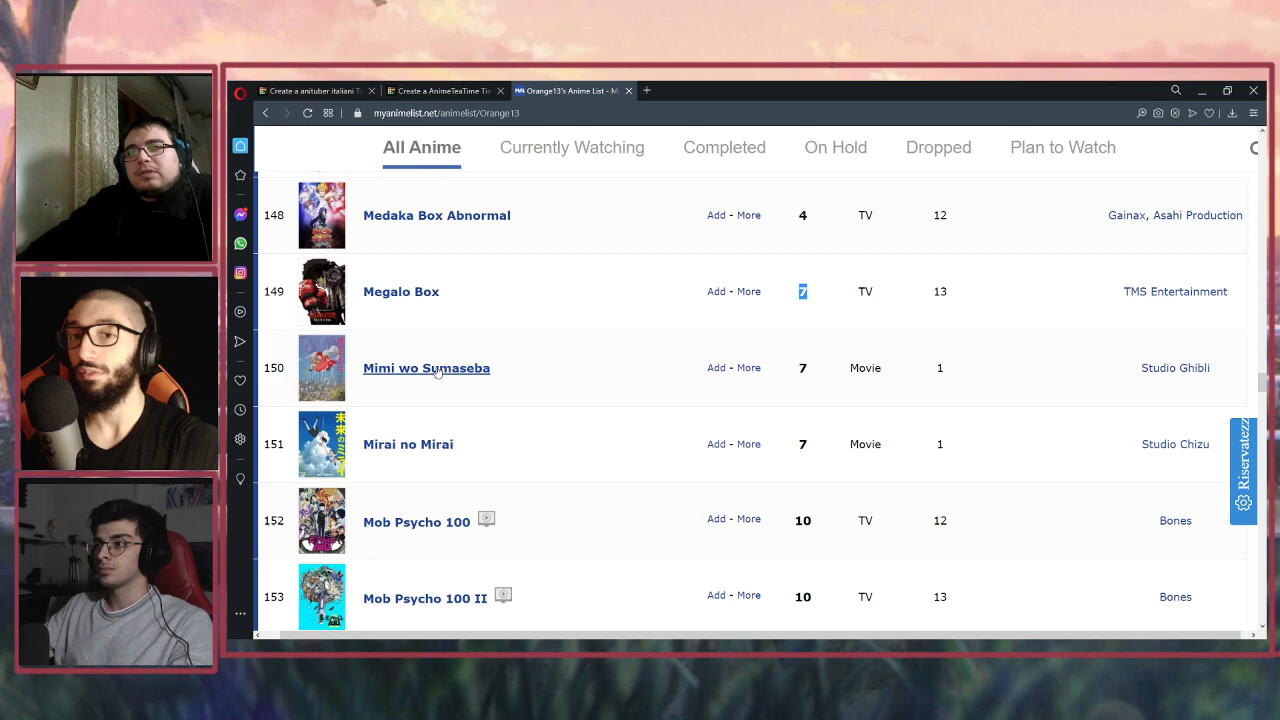 Create a anituber italiani Ti
Create a AnimeTeaTime Tie
MAL Orange13's Anime List - My
myanimelist.net/animelist/Orange13
All Anime Currently Watching Completed On Hold Dropped Plan to Watch
148 Medaka Box Abnormal Add - More 4 TV 12 Gainax, Asahi Production
149 Megalo Box Add - More 7 TV 13 TMS Entertainment
150 Mimi wo Sumaseba Add - More 7 Movie 1 Studio Ghibli
151 Mirai no Mirai Add - More 7 Movie 1 Studio Chizu
152 Mob Psycho 100 Add - More 10 TV 12 Bones
153 Mob Psycho 100 II Add - More 10 TV 13 Bones
Riservatezz